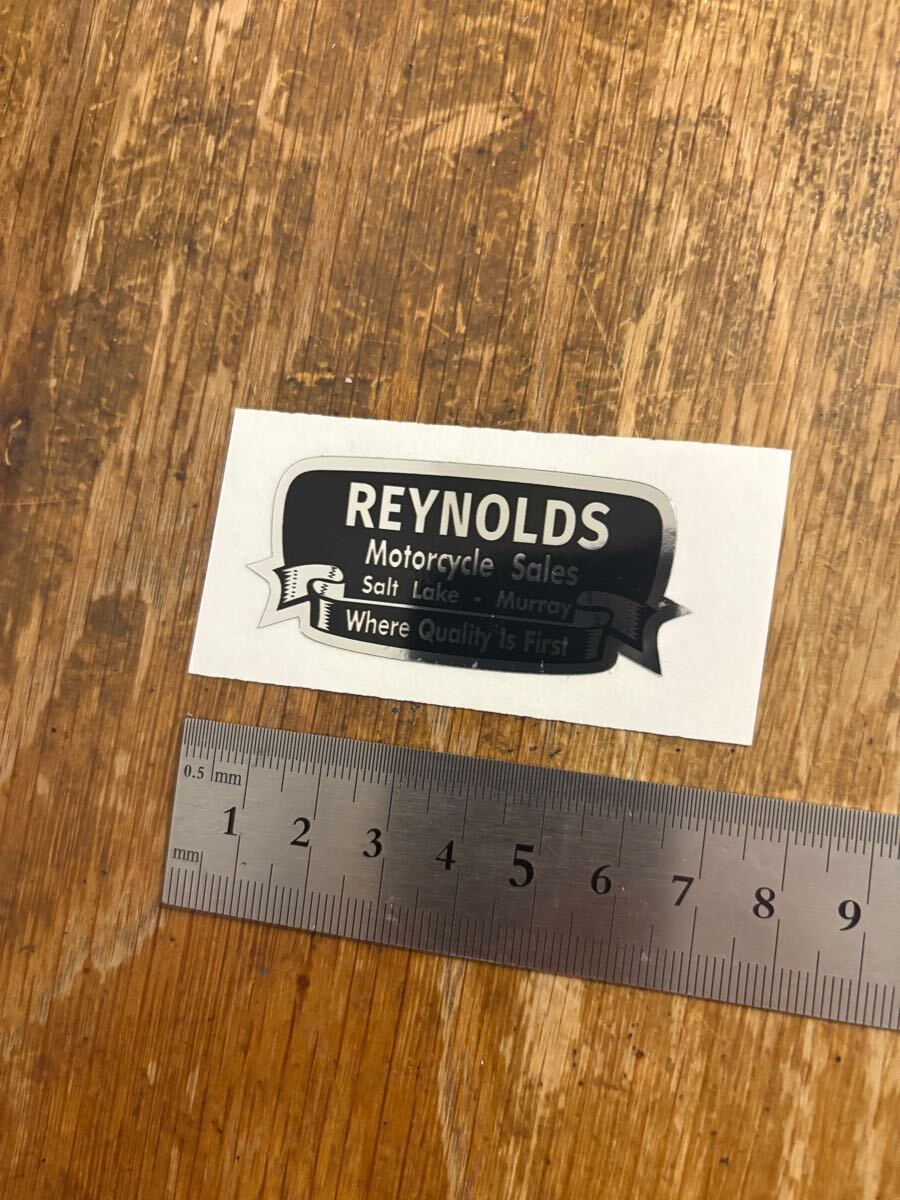 REYNOLDS
Motorcycle Sales
Salt Lake - Murray
Where Quality is First
0.5 mm
1 2 3 4 5 6 7 8 9
mm